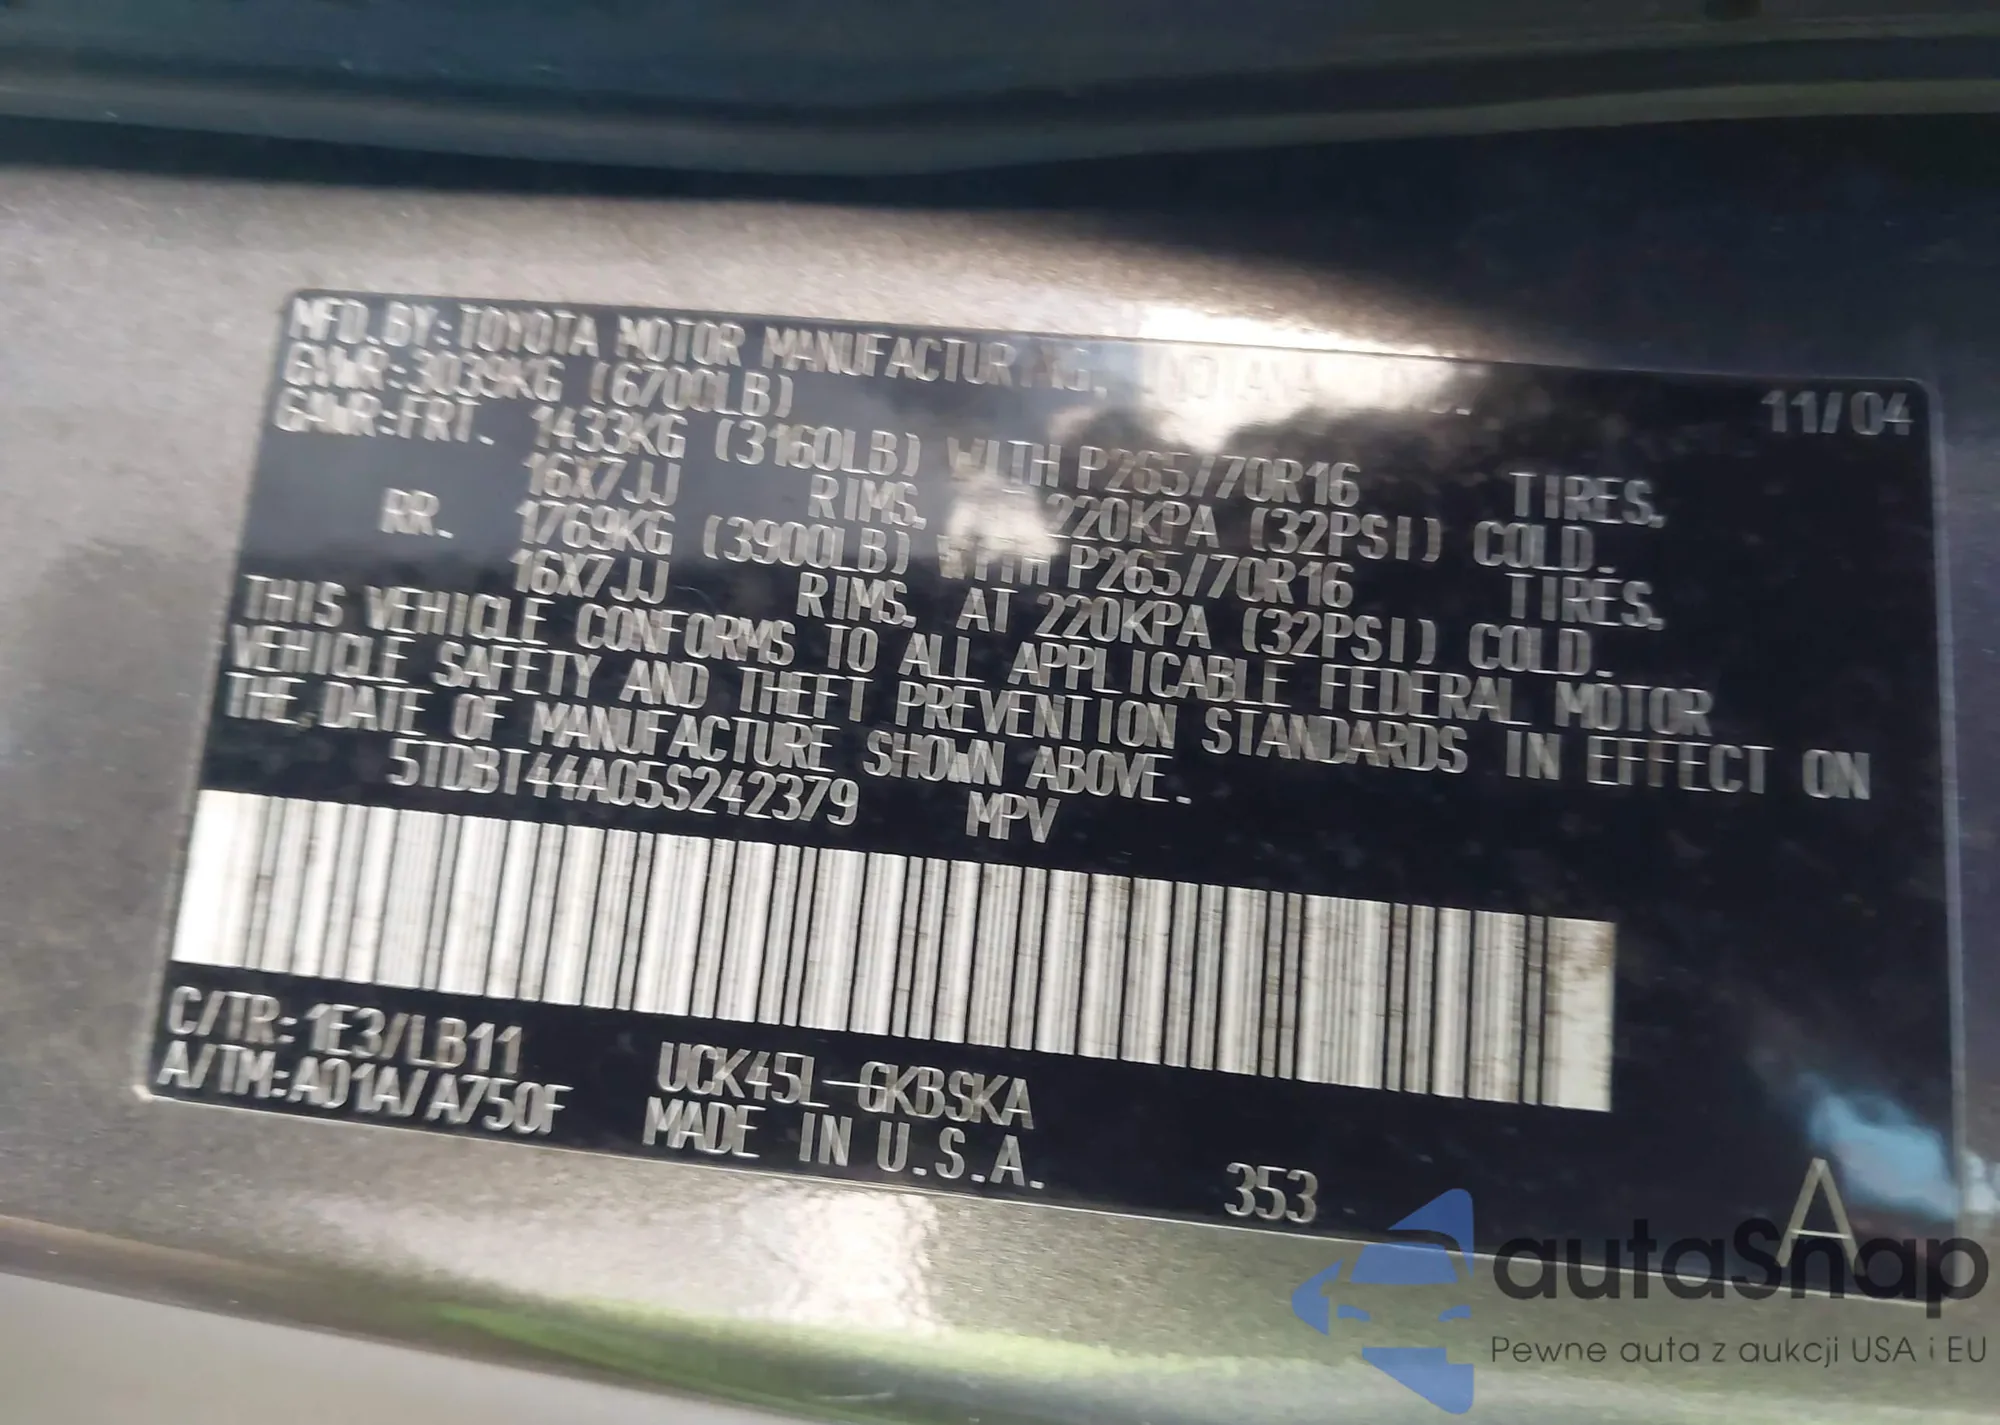 MFD.BY: TOYOTA MOTOR MANUFACTURING, INDIANA, INC. 11/04
GVWR: 3039KG (6700LB)
GAWR: FRT. 1433KG (3160LB) WITH P265/70R16 TIRES,
16X7JJ RIMS, 220KPA (32PSI) COLD.
RR. 1769KG (3900LB) WITH P265/70R16 TIRES,
16X7JJ RIMS, AT 220KPA (32PSI) COLD.
THIS VEHICLE CONFORMS TO ALL APPLICABLE FEDERAL MOTOR
VEHICLE SAFETY AND THEFT PREVENTION STANDARDS IN EFFECT ON
THE DATE OF MANUFACTURE SHOWN ABOVE.
5TDBT44A05S242379 MPV
C/TR: 1E3/LB11 UCK45L-GKBSKA
A/TM: A01A/A750F MADE IN U.S.A. 353 A
autaSnap
Pewne auta z aukcji USA i EU